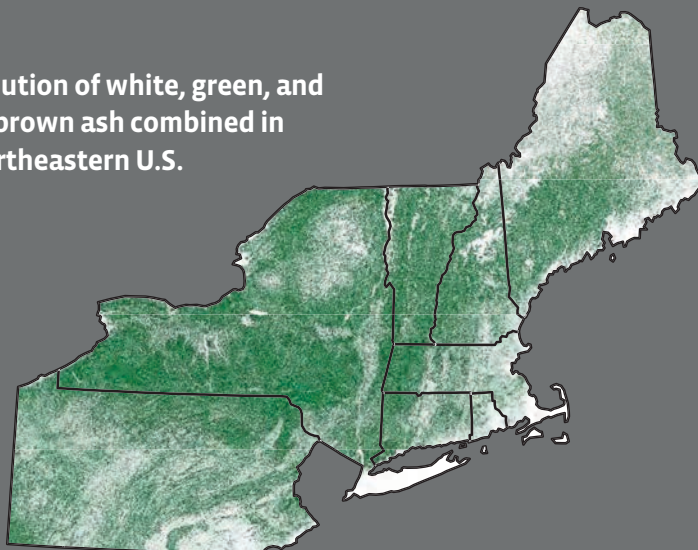 ution of white, green, and
brown ash combined in
rtheastern U.S.